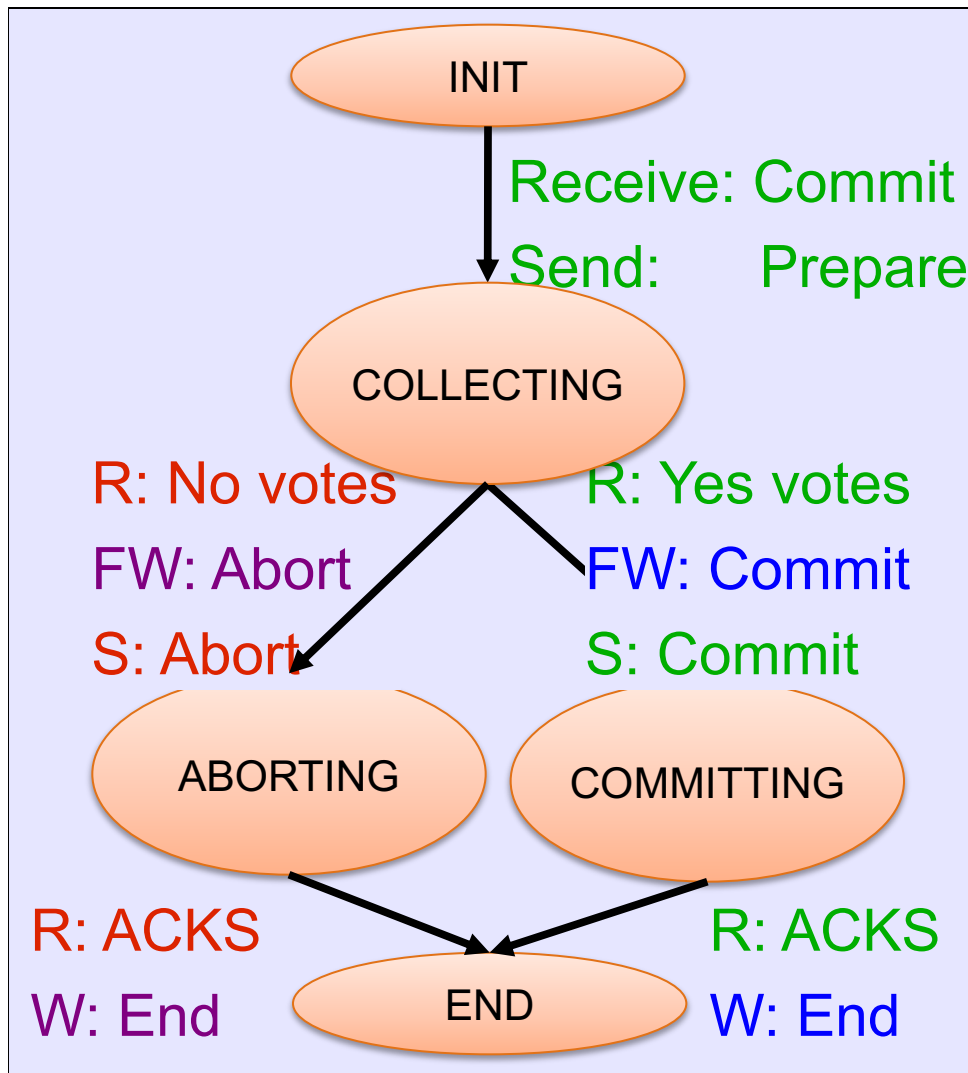 INIT
Receive: Commit
Send: Prepare
COLLECTING
R: No votes
FW: Abort
S: Abort
R: Yes votes
FW: Commit
S: Commit
ABORTING
COMMITTING
R: ACKS
W: End
R: ACKS
W: End
END